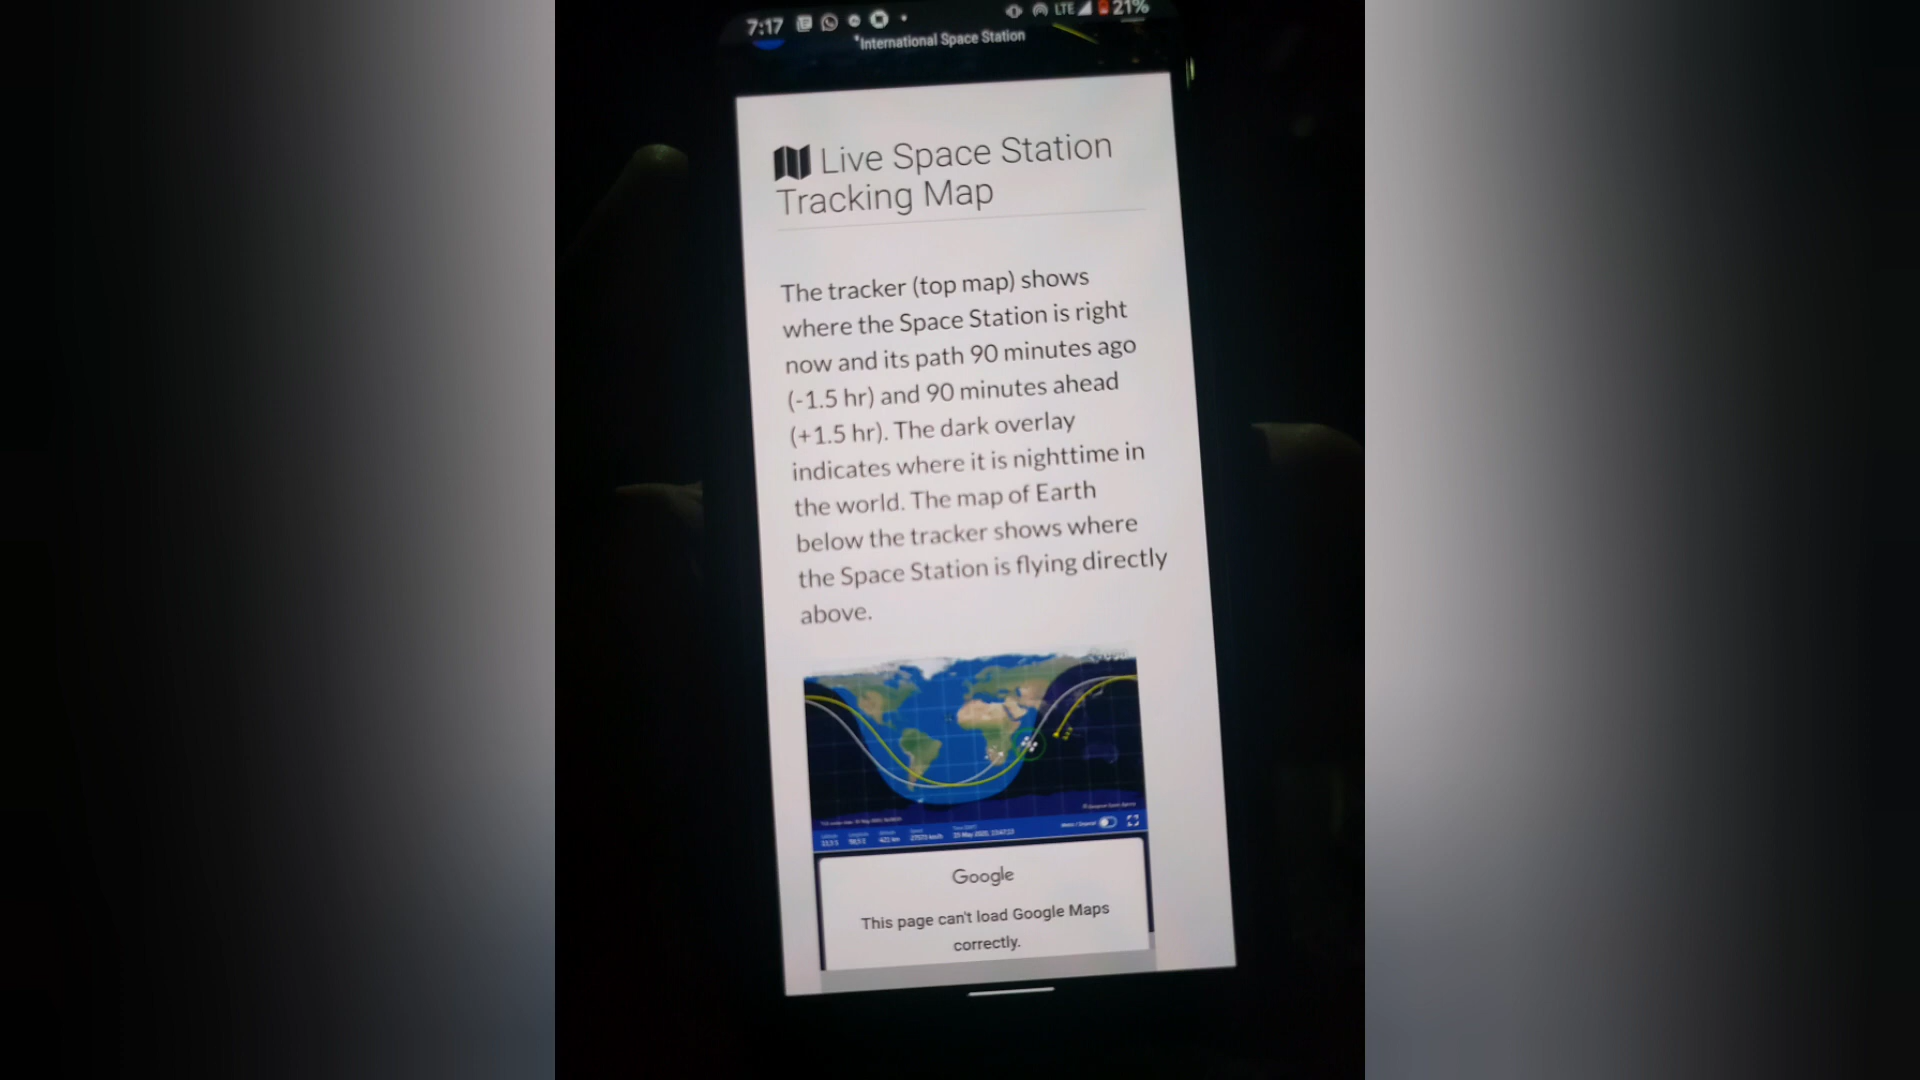 7:17 LTE 21%
*International Space Station
Live Space Station
Tracking Map
The tracker (top map) shows
where the Space Station is right
now and its path 90 minutes ago
(-1.5 hr) and 90 minutes ahead
(+1.5 hr). The dark overlay
indicates where it is nighttime in
the world. The map of Earth
below the tracker shows where
the Space Station is flying directly
above.
Google
This page can't load Google Maps
correctly.